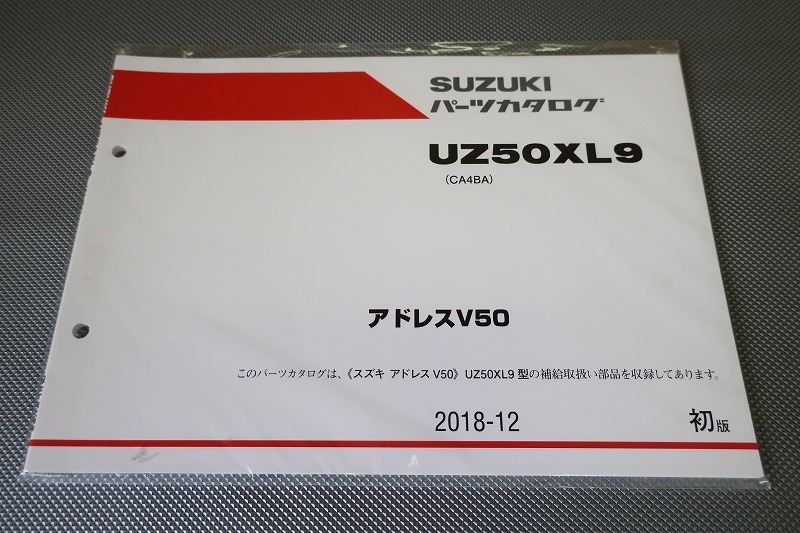 SUZUKI
パーツカタログ
UZ50XL9
(CA4BA)
アドレスV50
このパーツカタログは、《スズキ アドレス V50》 UZ50XL9 型の補給取扱い部品を収録してあります。
2018-12
初版